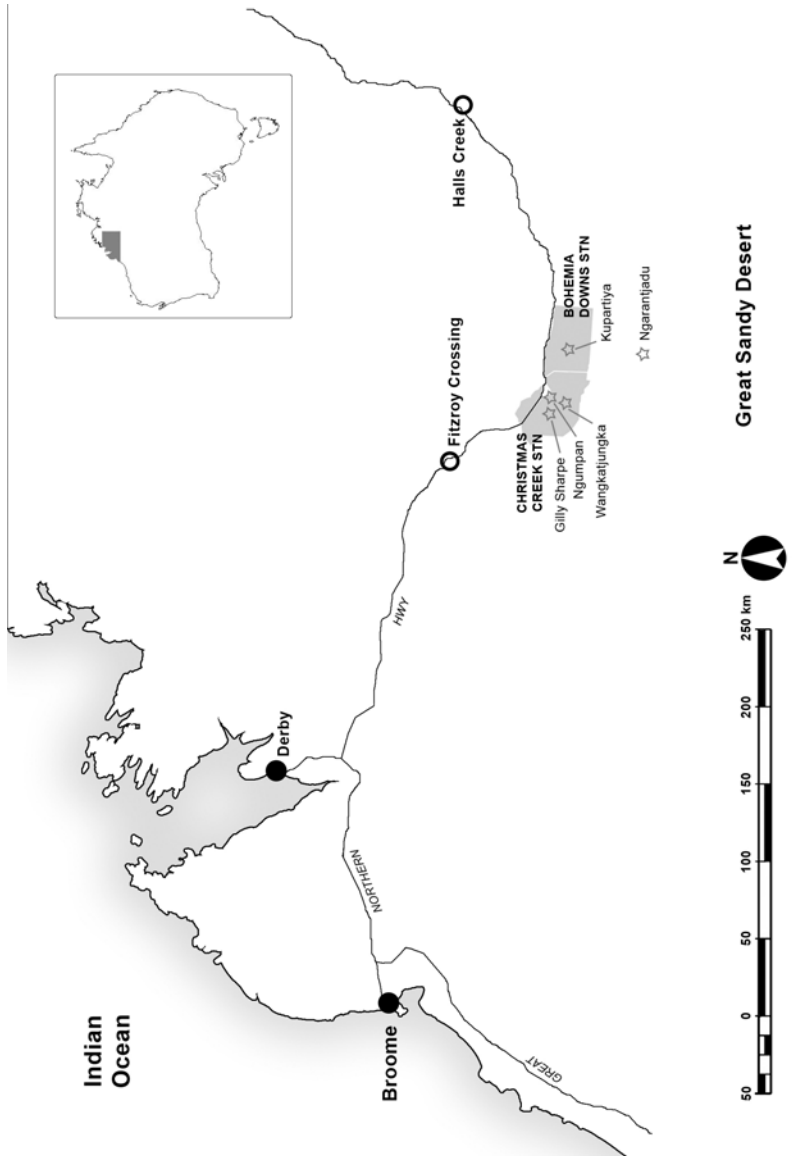 Indian
Ocean
Broome
Derby
NORTHERN
HWY
GREAT
Fitzroy Crossing
Halls Creek
CHRISTMAS
CREEK STN
Gilly Sharpe
Ngumpan
Wangkatjungka
BOHEMIA
DOWNS STN
Kupartiya
Ngarantjadu
Great Sandy Desert
50 0 50 100 150 200 250 km
N